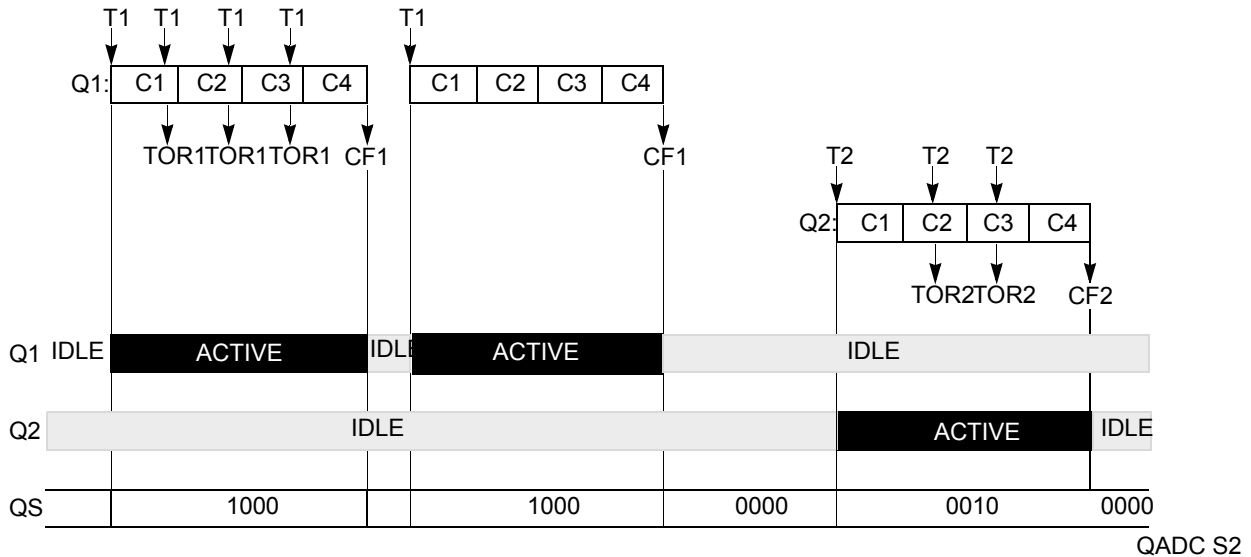 T1 T1 T1 T1 T1
Q1: C1 C2 C3 C4 C1 C2 C3 C4
TOR1TOR1TOR1 CF1 CF1 T2 T2 T2
Q2: C1 C2 C3 C4
TOR2TOR2 CF2
Q1 IDLE ACTIVE IDLE ACTIVE IDLE
Q2 IDLE ACTIVE IDLE
QS 1000 1000 0000 0010 0000
QADC S2